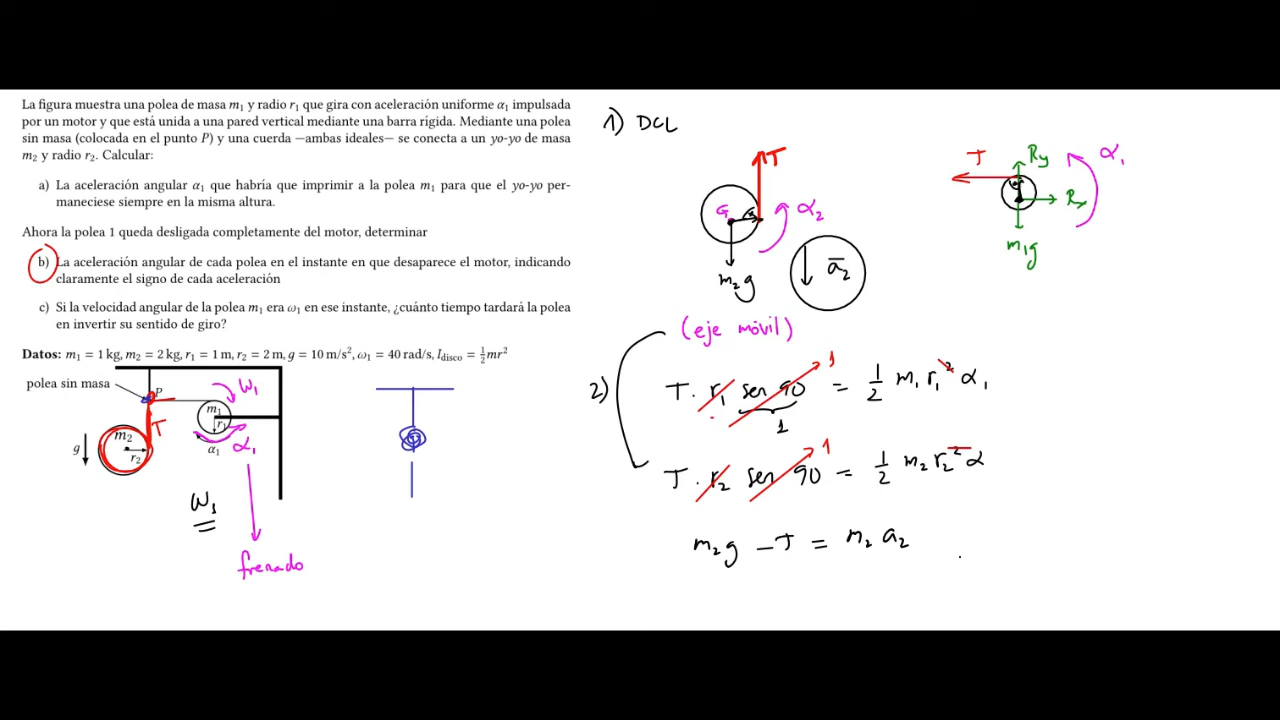 La figura muestra una polea de masa m₁ y radio r₁ que gira con aceleración uniforme α₁ impulsada
por un motor y que está unida a una pared vertical mediante una barra rígida. Mediante una polea
sin masa (colocada en el punto P) y una cuerda —ambas ideales— se conecta a un yo-yo de masa
m₂ y radio r₂. Calcular:
a) La aceleración angular α₁ que habría que imprimir a la polea m₁ para que el yo-yo per-
maneciese siempre en la misma altura.
Ahora la polea 1 queda desligada completamente del motor, determinar
b) La aceleración angular de cada polea en el instante en que desaparece el motor, indicando
claramente el signo de cada aceleración
c) Si la velocidad angular de la polea m₁ era ω₁ en ese instante, ¿cuánto tiempo tardará la polea
en invertir su sentido de giro?
Datos: m₁ = 1 kg, m₂ = 2 kg, r₁ = 1 m, r₂ = 2 m, g = 10 m/s², ω₁ = 40 rad/s, I_disco = ½mr²
polea sin masa
P
ω₁
m₁
r₁
T
m₂
r₂
g
α₁
α₁
ω₁
frenado
1) DCL
T
G
r₂
α₂
m₂g
a̅₂
T
Ry
Rx
α₁
m₁g
(eje móvil)
2)
T · r₁ sen 90 = ½ m₁ r₁² α₁
1
1
T · r₂ sen 90 = ½ m₂ r₂² α
1
m₂g − T = m₂ a₂